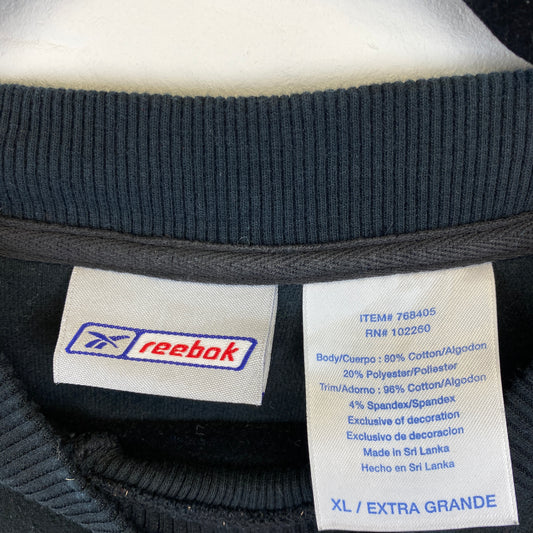 reebok
ITEM# 768405
RN# 102260
Body/Cuerpo : 80% Cotton/Algodon
20% Polyester/Poliester
Trim/Adorno : 96% Cotton/Algodon
4% Spandex/Spandex
Exclusive of decoration
Exclusivo de decoracion
Made in Sri Lanka
Hecho en Sri Lanka
XL / EXTRA GRANDE